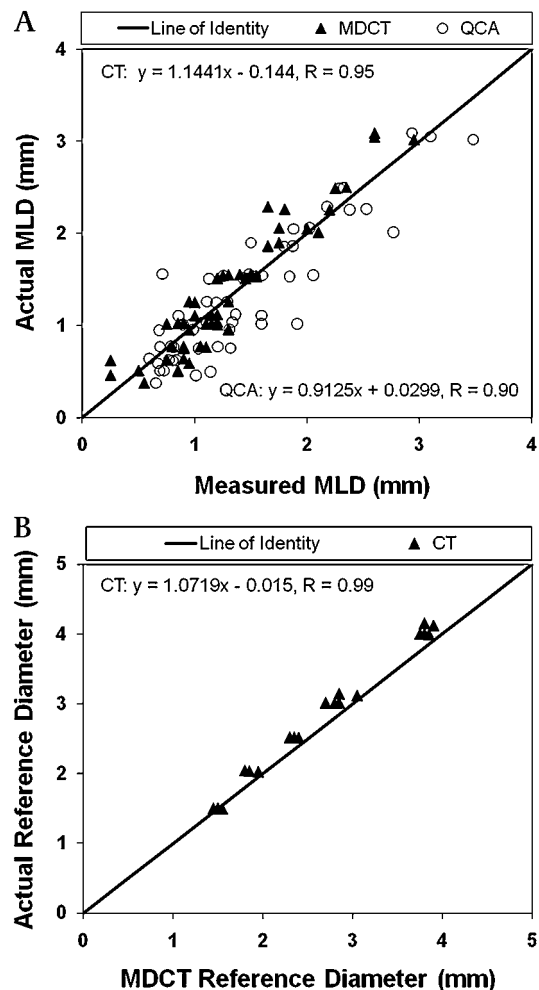 A
Line of Identity MDCT QCA
4
CT: y = 1.1441x - 0.144, R = 0.95
3
Actual MLD (mm)
2
1
QCA: y = 0.9125x + 0.0299, R = 0.90
0
0 1 2 3 4
Measured MLD (mm)
B
Line of Identity CT
5
CT: y = 1.0719x - 0.015, R = 0.99
4
Actual Reference Diameter (mm)
3
2
1
0
0 1 2 3 4 5
MDCT Reference Diameter (mm)